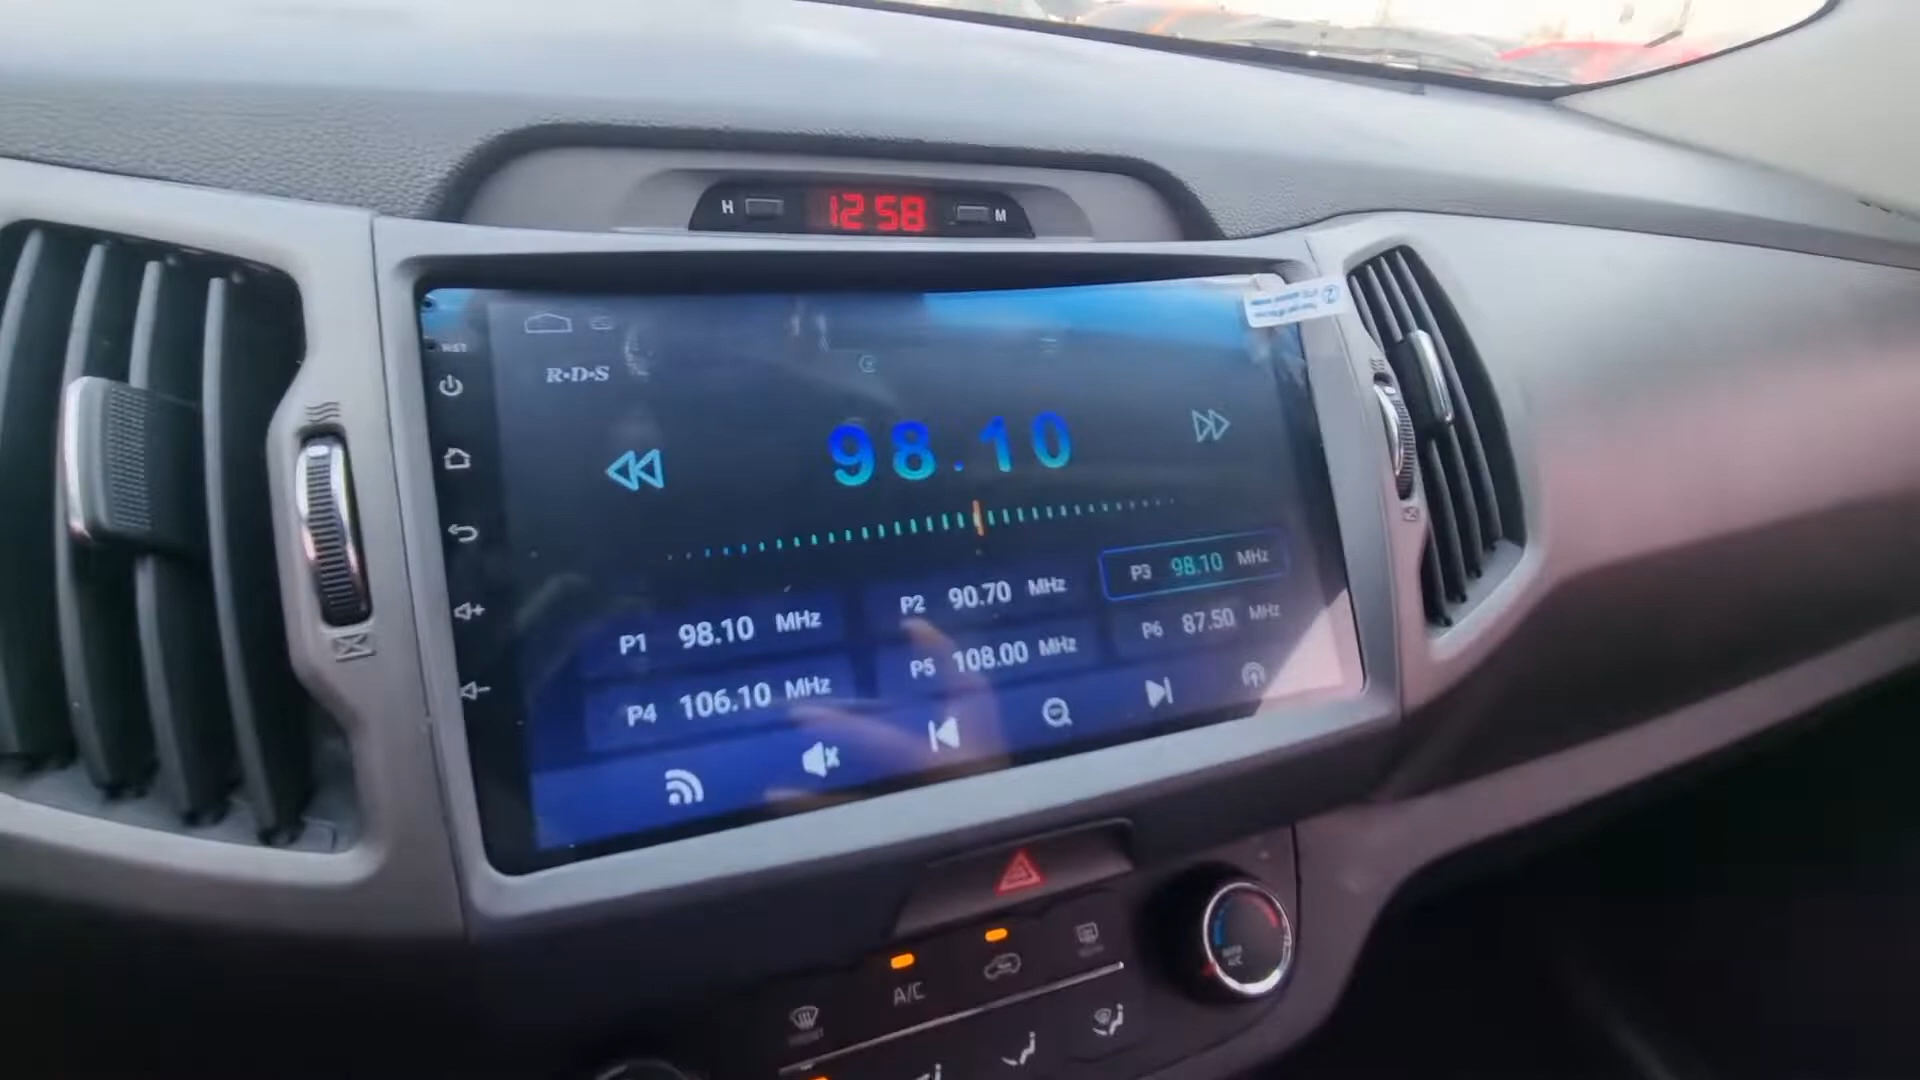 H 12 58 M
RST
R·D·S
98.10
P1 98.10 MHz
P2 90.70 MHz
P3 98.10 MHz
P4 106.10 MHz
P5 108.00 MHz
P6 87.50 MHz
A/C